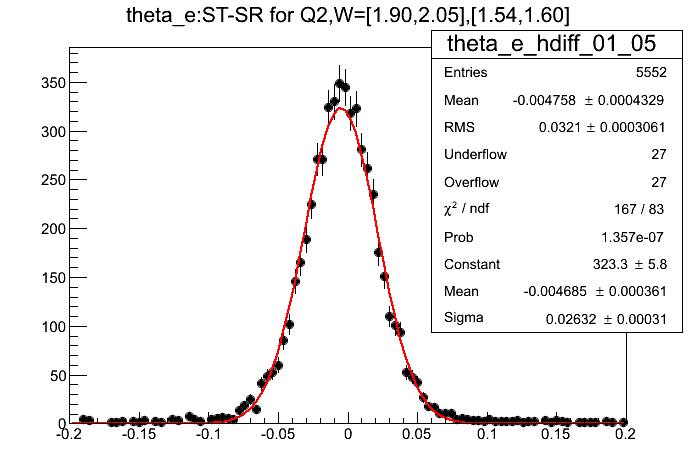 theta_e:ST-SR for Q2,W=[1.90,2.05],[1.54,1.60]
theta_e_hdiff_01_05
Entries 5552
Mean -0.004758 ± 0.0004329
RMS 0.0321 ± 0.0003061
Underflow 27
Overflow 27
χ² / ndf 167 / 83
Prob 1.357e-07
Constant 323.3 ± 5.8
Mean -0.004685 ± 0.000361
Sigma 0.02632 ± 0.00031
350
300
250
200
150
100
50
0
-0.2 -0.15 -0.1 -0.05 0 0.05 0.1 0.15 0.2